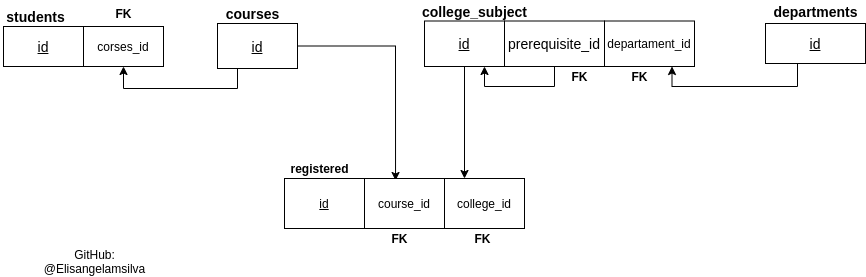 students
FK
courses
college_subject
departments
id
corses_id
id
id
prerequisite_id
departament_id
id
FK
FK
registered
id
course_id
college_id
FK
FK
GitHub:
@Elisangelamsilva